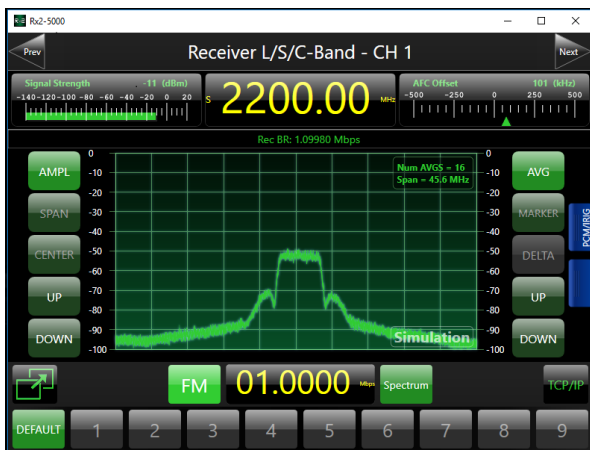 Rx2-5000
Prev
Receiver L/S/C-Band - CH 1
Next
Signal Strength -11 (dBm)
-140 -120 -100 -80 -60 -40 -20 0 20
S 2200.00 MHz
AFC Offset 101 (kHz)
-500 -250 0 250 500
Rec BR: 1.09980 Mbps
AMPL
SPAN
CENTER
UP
DOWN
0
-10
-20
-30
-40
-50
-60
-70
-80
-90
-100
Num AVGS = 16
Span = 45.6 MHz
Simulation
0
-10
-20
-30
-40
-50
-60
-70
-80
-90
-100
AVG
MARKER
DELTA
UP
DOWN
PCM/IRIG
FM
01.0000 Mbps
Spectrum
TCP/IP
DEFAULT 1 2 3 4 5 6 7 8 9